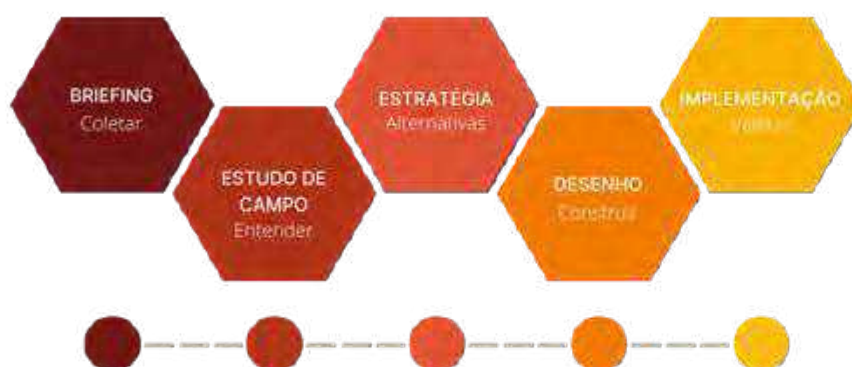 BRIEFING
Coletar
ESTUDO DE
CAMPO
Entender
ESTRATÉGIA
Alternativas
DESENHO
Construir
IMPLEMENTAÇÃO